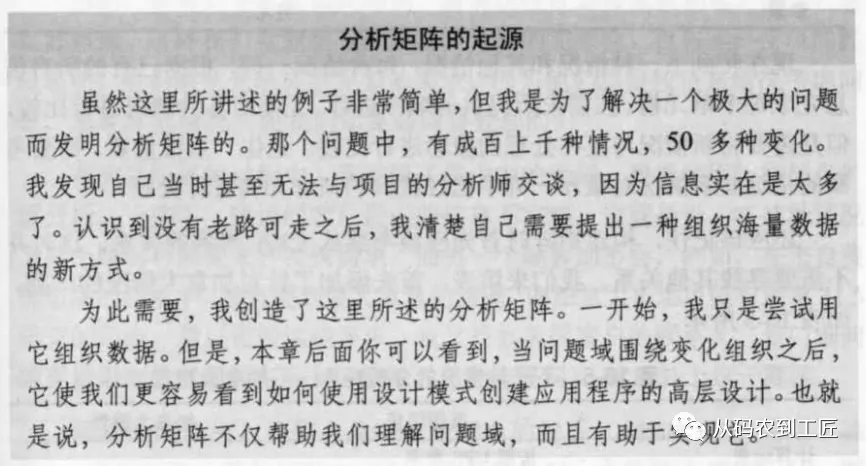 分析矩阵的起源
虽然这里所讲述的例子非常简单,但我是为了解决一个极大的问题
而发明分析矩阵的。那个问题中,有成百上千种情况,50 多种变化。
我发现自己当时甚至无法与项目的分析师交谈,因为信息实在是太多
了。认识到没有老路可走之后,我清楚自己需要提出一种组织海量数据
的新方式。
为此需要,我创造了这里所述的分析矩阵。一开始,我只是尝试用
它组织数据。但是,本章后面你可以看到,当问题域围绕变化组织之后,
它使我们更容易看到如何使用设计模式创建应用程序的高层设计。也就
是说,分析矩阵不仅帮助我们理解问题域,而且有助于实现它。
从码农到工匠